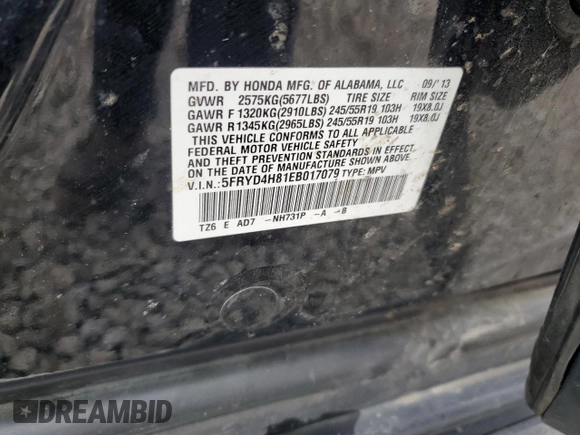 MFD. BY HONDA MFG. OF ALABAMA, LLC 09/'13
GVWR 2575KG(5677LBS) TIRE SIZE RIM SIZE
GAWR F 1320KG(2910LBS) 245/55R19 103H 19X8.0J
GAWR R1345KG(2965LBS) 245/55R19 103H 19X8.0J
THIS VEHICLE CONFORMS TO ALL APPLICABLE
FEDERAL MOTOR VEHICLE SAFETY
AND THEFT PREVENTION STANDARDS IN EFFECT
ON THE DATE OF MANUFACTURE SHOWN ABOVE.
V.I.N.:5FRYD4H81EB017079 TYPE: MPV
TZ6 E AD7 -NH731P -A -B
DREAMBID